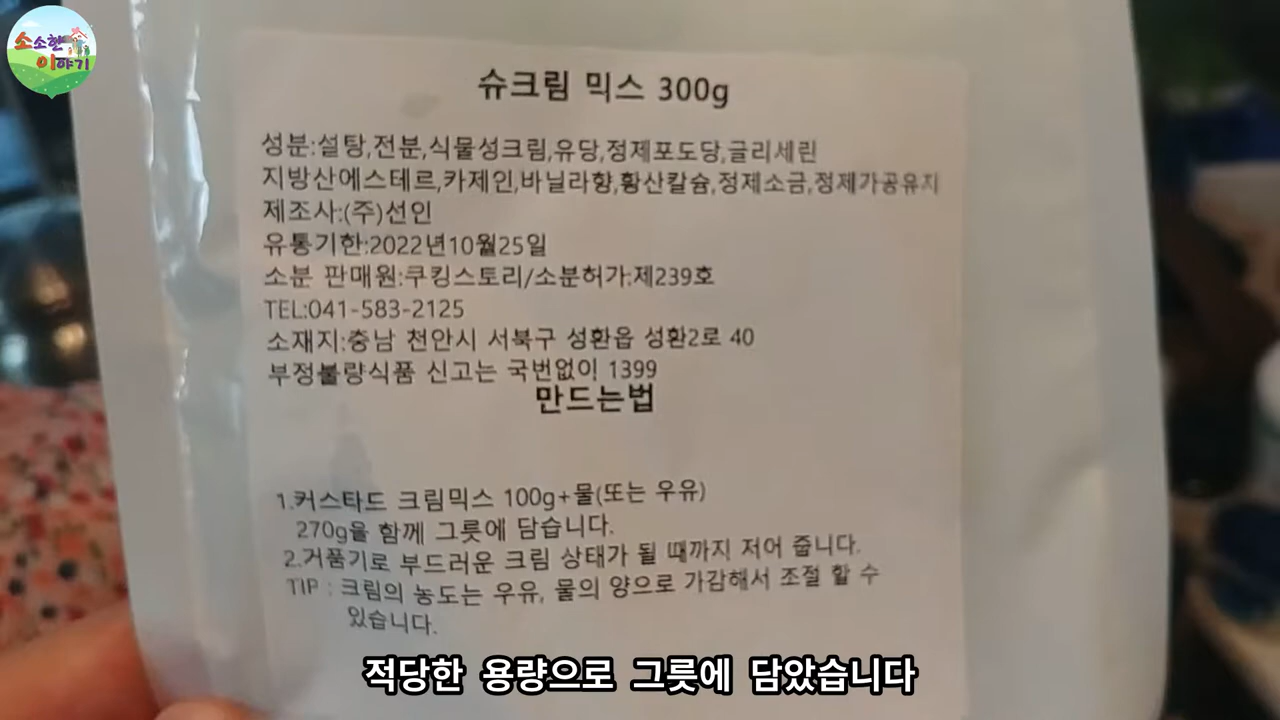 소소한
이야기
슈크림 믹스 300g
성분:설탕,전분,식물성크림,유당,정제포도당,글리세린
지방산에스테르,카제인,바닐라향,황산칼슘,정제소금,정제가공유지
제조사:(주)선인
유통기한:2022년10월25일
소분 판매원:쿠킹스토리/소분허가:제239호
TEL:041-583-2125
소재지:충남 천안시 서북구 성환읍 성환2로 40
부정불량식품 신고는 국번없이 1399
만드는법
1.커스타드 크림믹스 100g+물(또는 우유)
270g을 함께 그릇에 담습니다.
2.거품기로 부드러운 크림 상태가 될 때까지 저어 줍니다.
TIP : 크림의 농도는 우유, 물의 양으로 가감해서 조절 할 수
있습니다.
적당한 용량으로 그릇에 담았습니다